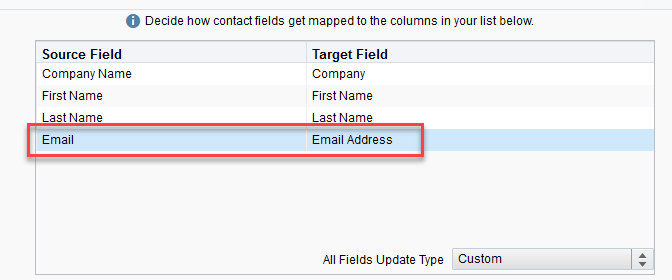 Decide how contact fields get mapped to the columns in your list below.
Source Field Target Field
Company Name Company
First Name First Name
Last Name Last Name
Email Email Address
All Fields Update Type Custom